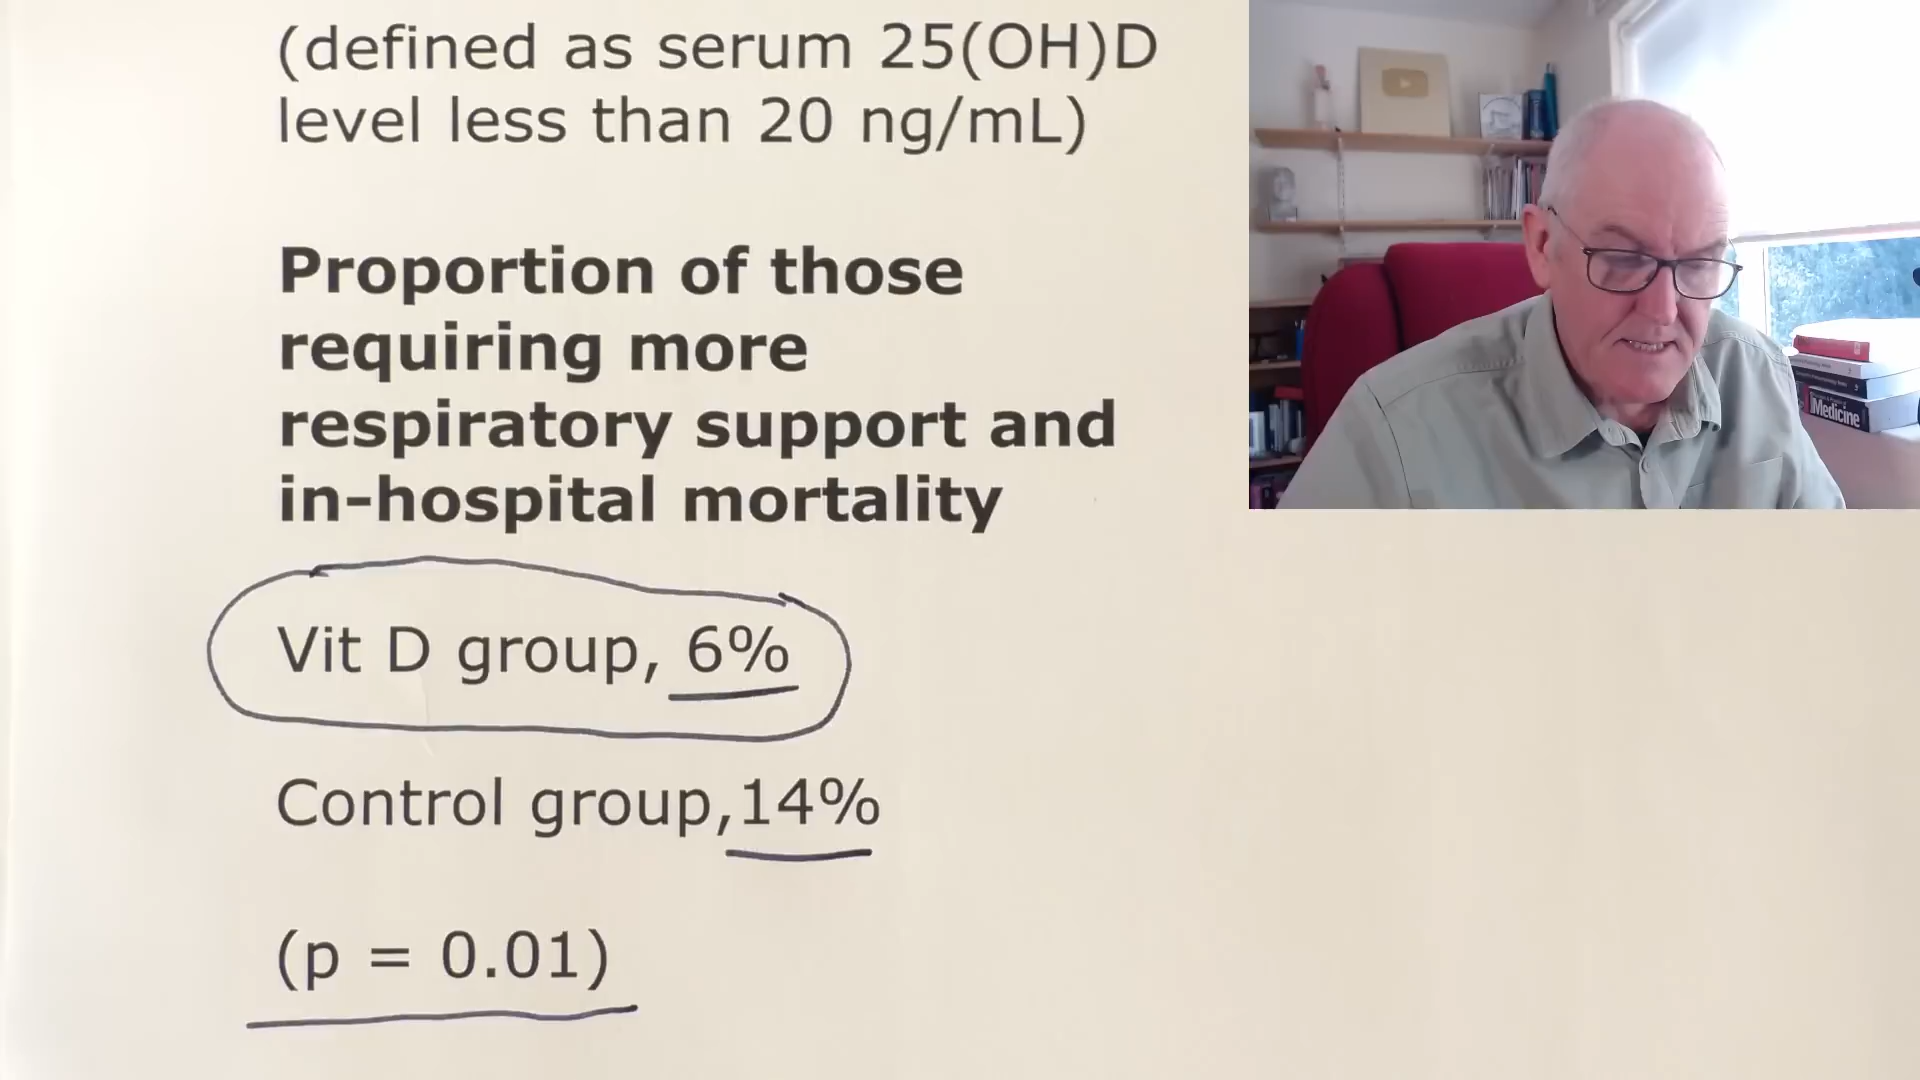 (defined as serum 25(OH)D
level less than 20 ng/mL)
Proportion of those
requiring more
respiratory support and
in-hospital mortality
Vit D group, 6%
Control group,14%
(p = 0.01)
Medicine